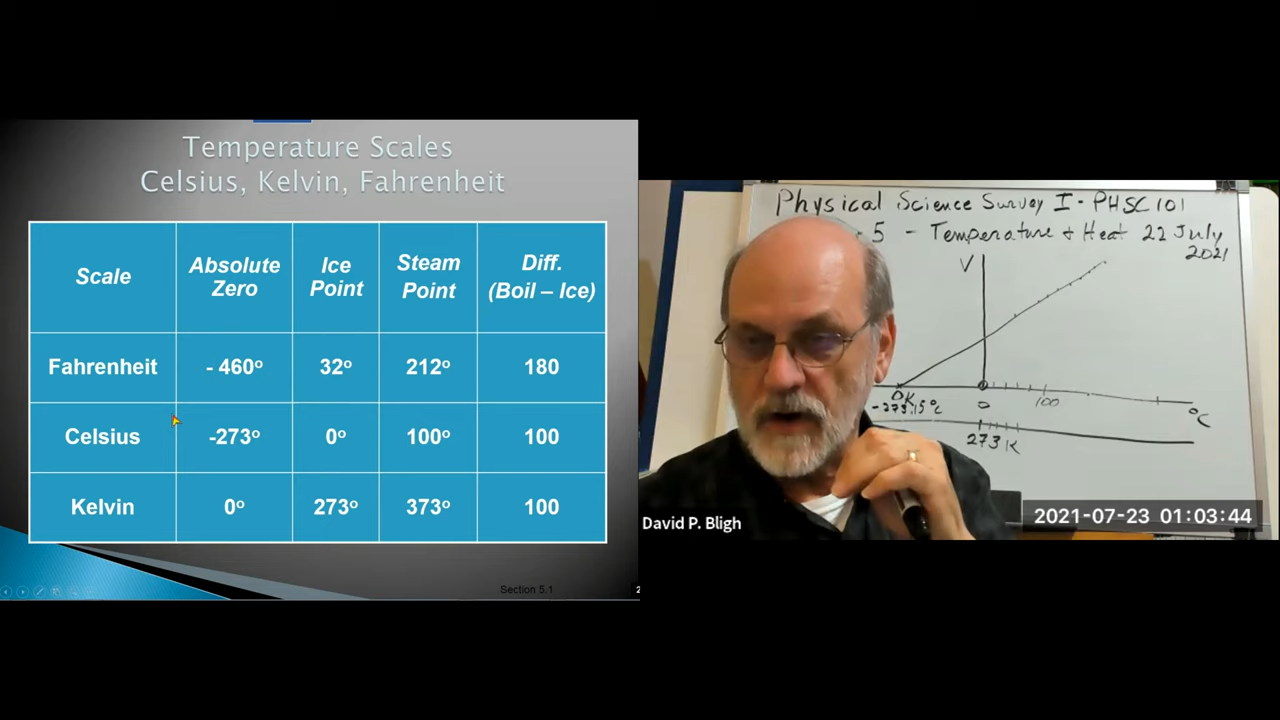 Temperature Scales
Celsius, Kelvin, Fahrenheit
Scale Absolute Zero Ice Point Steam Point Diff. (Boil – Ice)
Fahrenheit - 460º 32º 212º 180
Celsius -273º 0º 100º 100
Kelvin 0º 273º 373º 100
Section 5.1
2
Physical Science Survey I - PHSC 101
5 - Temperature + Heat 22 July
2021
V
0K
-273.15°C 0 100 °C
273 K
David P. Bligh
2021-07-23 01:03:44